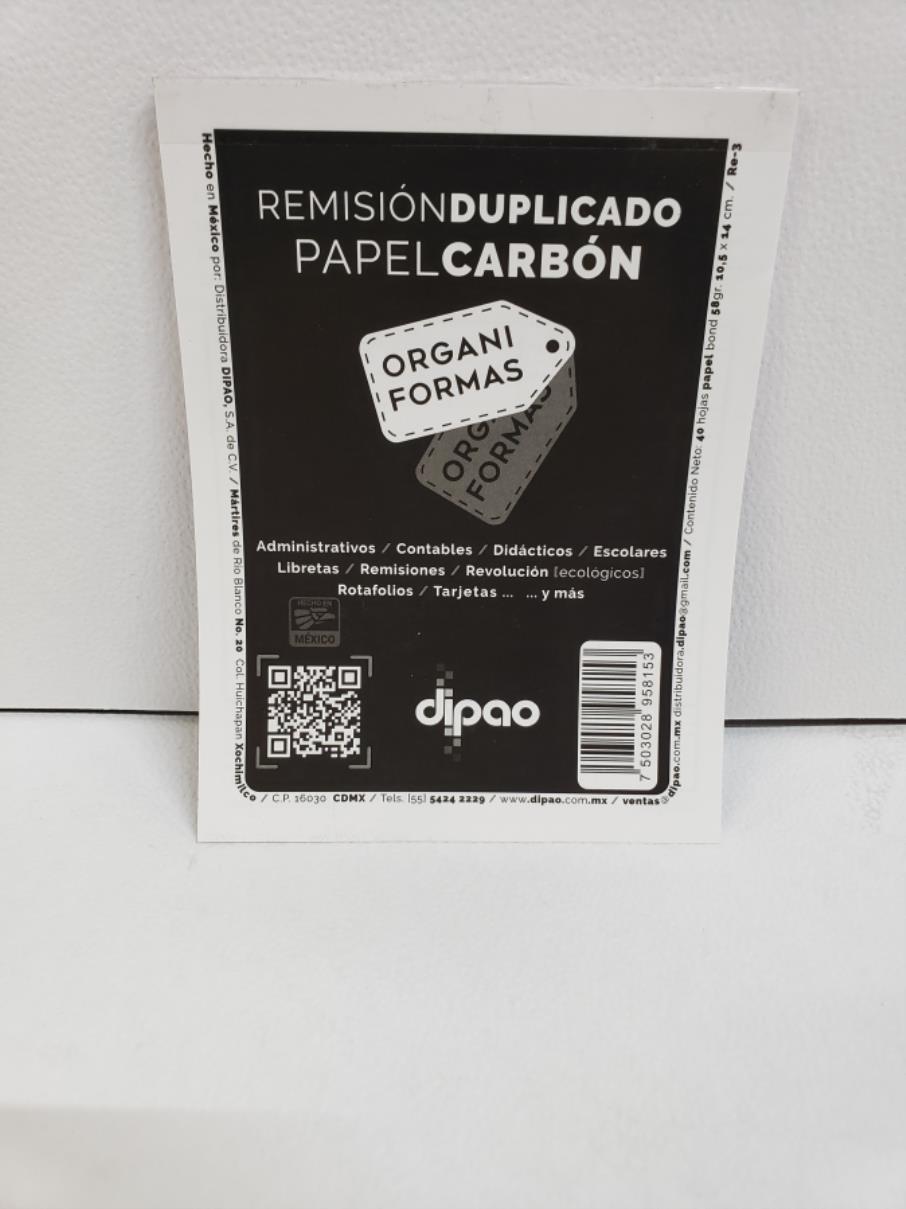 REMISIÓNDUPLICADO
PAPELCARBÓN
ORGANI
FORMAS
ORGANI
FORMAS
Administrativos / Contables / Didácticos / Escolares
Libretas / Remisiones / Revolución [ecológicos]
Rotafolios / Tarjetas ... ... y más
HECHO EN
MÉXICO
dipao
7 503028 958153
Hecho en México por: Distribuidora DIPAO, S.A. de C.V. / Mártires de Río Blanco No. 20 Col. Huichapan Xochimilco / C.P. 16030 CDMX / Tels. [55] 5424 2229 / www.dipao.com.mx / ventas@dipao.com.mx distribuidora.dipao@gmail.com / Contenido Neto: 40 hojas papel bond 58gr. 10,5 x 14 cm. / Re-3